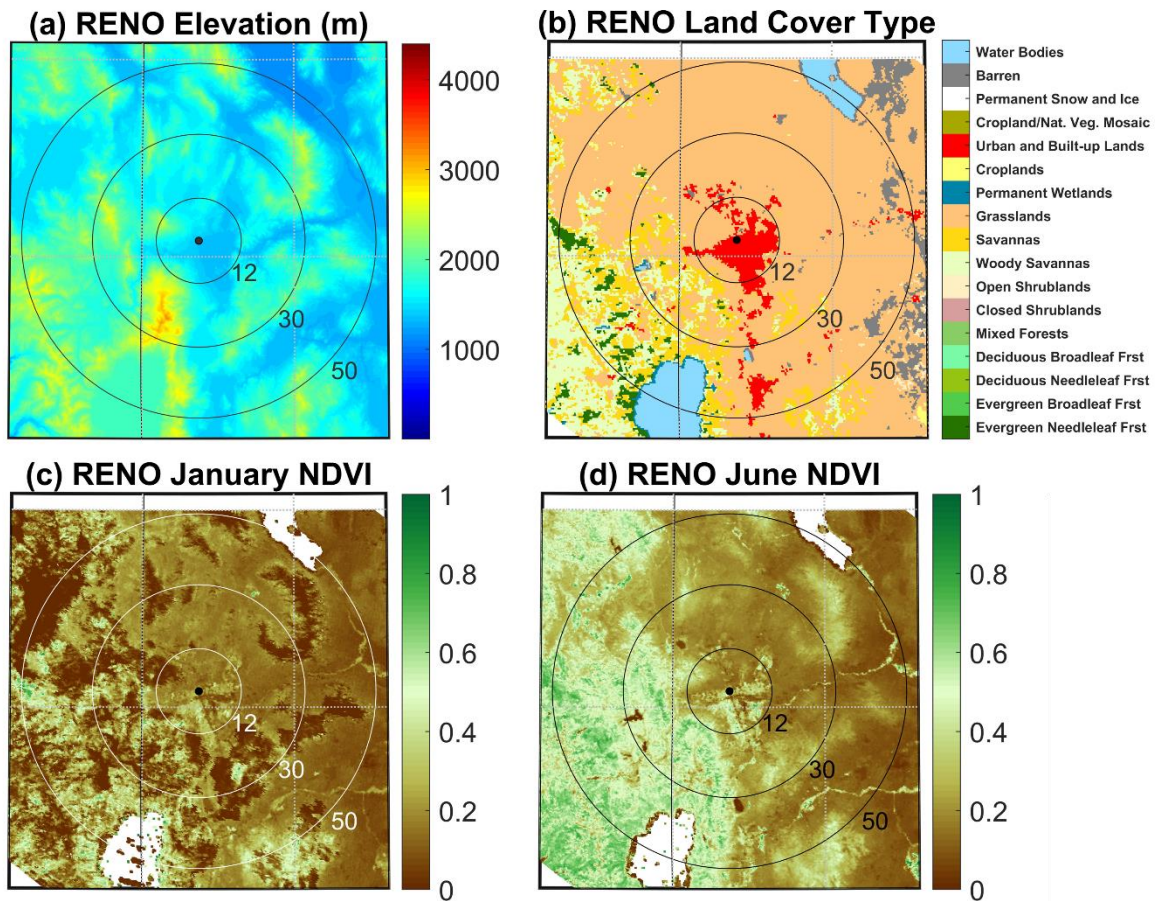 (a) RENO Elevation (m)
4000
3000
2000
1000
12
30
50
(b) RENO Land Cover Type
12
30
50
Water Bodies
Barren
Permanent Snow and Ice
Cropland/Nat. Veg. Mosaic
Urban and Built-up Lands
Croplands
Permanent Wetlands
Grasslands
Savannas
Woody Savannas
Open Shrublands
Closed Shrublands
Mixed Forests
Deciduous Broadleaf Frst
Deciduous Needleleaf Frst
Evergreen Broadleaf Frst
Evergreen Needleleaf Frst
(c) RENO January NDVI
12
30
50
1
0.8
0.6
0.4
0.2
0
(d) RENO June NDVI
12
30
50
1
0.8
0.6
0.4
0.2
0